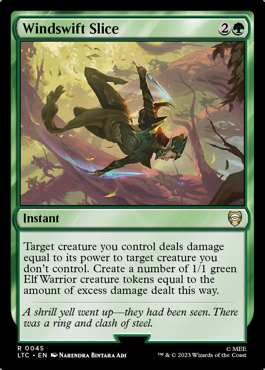 Windswift Slice 2
Instant
Target creature you control deals damage
equal to its power to target creature you
don't control. Create a number of 1/1 green
Elf Warrior creature tokens equal to the
amount of excess damage dealt this way.
A shrill yell went up—they had been seen. There
was a ring and clash of steel.
R 0045
LTC • EN Narendra Bintara Adi
© MEE
™ & © 2023 Wizards of the Coast